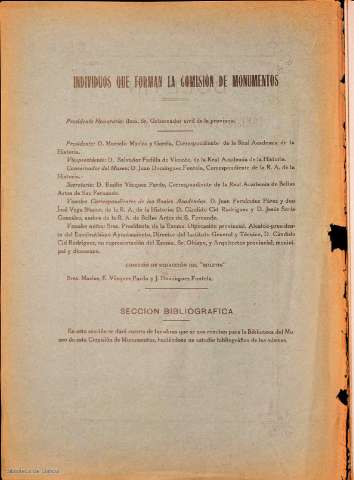 INDIVIDUOS QUE FORMAN LA COMISIÓN DE MONUMENTOS
Presidente Honorario: Ilmo. Sr. Gobernador civil de la provincia.
Presidente: D. Marcelo Macías y García, Correspondiente de la Real Academia de la
Historia.
Vicepresidente: D. Salvador Padilla de Vicente, de la Real Academia de la Historia.
Conservador del Museo: D. Juan Domínguez Fontela, Correspondiente de la R. A. de la
Historia.
Secretario: D. Emilio Vázquez Pardo, Correspondiente de la Real Academia de Bellas
Artes de San Fernando.
Vocales Correspondientes de las Reales Academias: D. Juan Fernández Pérez y don
José Vega Blanco, de la R. A. de la Historia; D. Cándido Cid Rodríguez y D. Jesús Soria
González, ambos de la R. A. de Bellas Artes de S. Fernando.
Vocales natos: Sres. Presidente de la Excma. Diputación provincial, Alcalde-presiden-
te del Excelentísimo Ayuntamiento, Director del Instituto General y Técnico, D. Cándido
Cid Rodríguez, en representación del Excmo. Sr. Obispo, y Arquitectos provincial, munici-
pal y diocesano.
COMISIÓN DE REDACCIÓN DEL "BOLETÍN"
Sres. Macías, E. Vázquez Pardo y J. Domínguez Fontela.
SECCION BIBLIOGRAFICA
En esta sección se dará cuenta de las obras que se nos remitan para la Biblioteca del Mu-
seo de esta Comisión de Monumentos, haciéndose un estudio bibliográfico de las mismas.
Biblioteca de Galicia